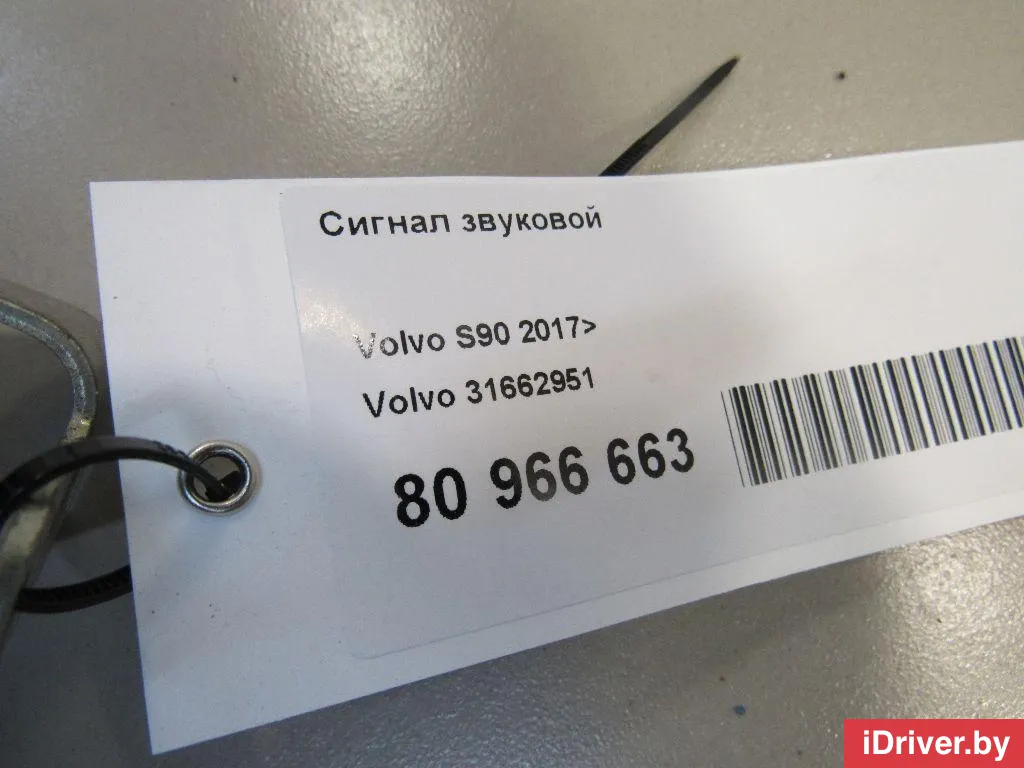 Сигнал звуковой
Volvo S90 2017>
Volvo 31662951
80 966 663
iDriver.by